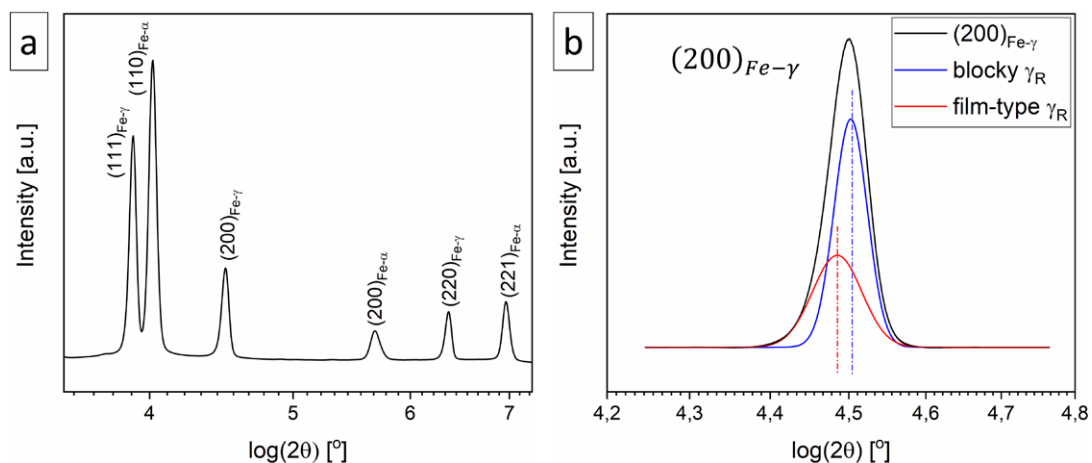 a
Intensity [a.u.]
(111)Fe-γ
(110)Fe-α
(200)Fe-γ
(200)Fe-α
(220)Fe-γ
(221)Fe-α
4 5 6 7
log(2θ) [°]
b
Intensity [a.u.]
(200)Fe−γ
(200)Fe-γ
blocky γR
film-type γR
4,2 4,3 4,4 4,5 4,6 4,7 4,8
log(2θ) [°]